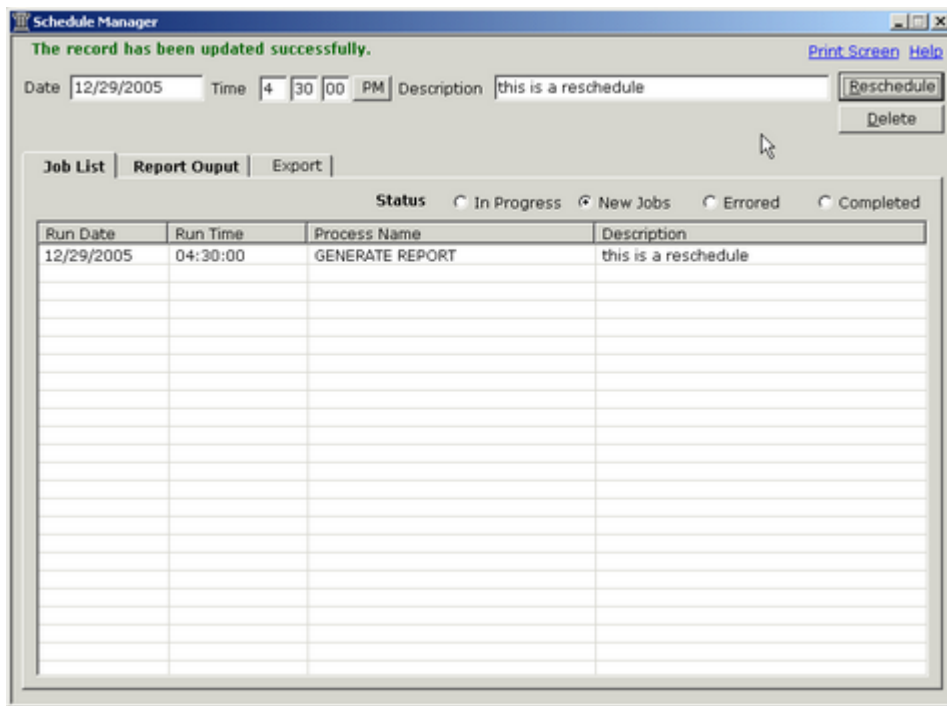 Schedule Manager
The record has been updated successfully.
Print Screen Help
Date 12/29/2005 Time 4 30 00 PM Description this is a reschedule Reschedule
Delete
Job List Report Ouput Export
Status In Progress New Jobs Errored Completed
Run Date Run Time Process Name Description
12/29/2005 04:30:00 GENERATE REPORT this is a reschedule